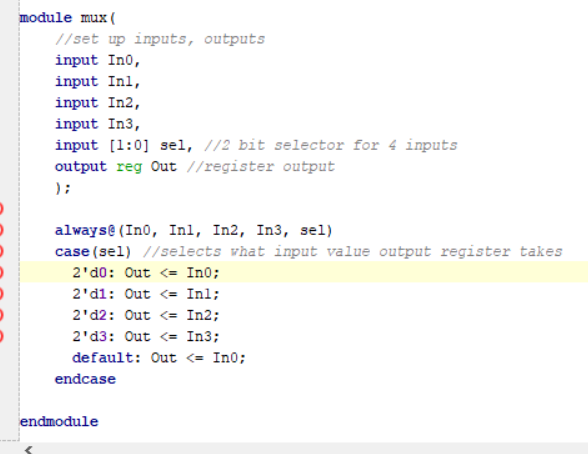 module mux(
//set up inputs, outputs
input In0,
input In1,
input In2,
input In3,
input [1:0] sel, //2 bit selector for 4 inputs
output reg Out //register output
);
always@(In0, In1, In2, In3, sel)
case(sel) //selects what input value output register takes
2'd0: Out <= In0;
2'd1: Out <= In1;
2'd2: Out <= In2;
2'd3: Out <= In3;
default: Out <= In0;
endcase
endmodule